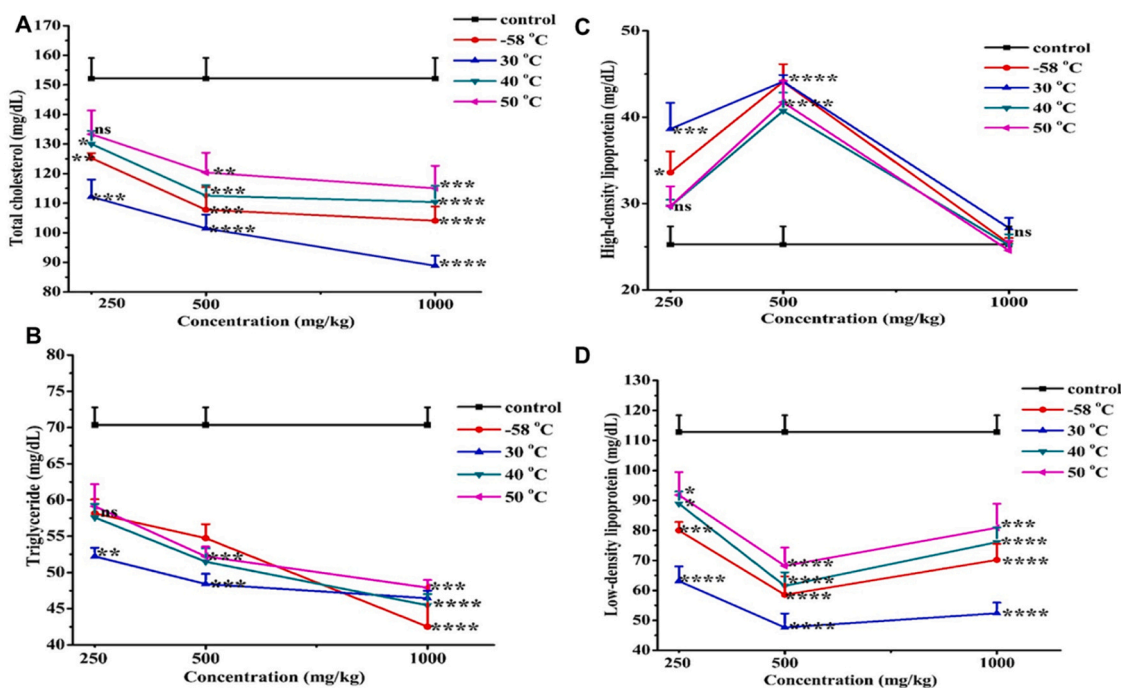 A
Total cholesterol (mg/dL)
170
160
150
140
130
120
110
100
90
80
250
500
1000
Concentration (mg/kg)
control
-58 °C
30 °C
40 °C
50 °C
ns
*
**
***
**
***
***
****
***
****
****
****
B
Triglyceride (mg/dL)
80
75
70
65
60
55
50
45
40
250
500
1000
Concentration (mg/kg)
control
-58 °C
30 °C
40 °C
50 °C
ns
**
***
***
***
****
****
C
High-density lipoprotein (mg/dL)
50
40
30
20
250
500
1000
Concentration (mg/kg)
control
-58 °C
30 °C
40 °C
50 °C
***
*
ns
****
****
ns
D
Low-density lipoprotein (mg/dL)
130
120
110
100
90
80
70
60
50
40
250
500
1000
Concentration (mg/kg)
control
-58 °C
30 °C
40 °C
50 °C
*
*
***
****
****
****
****
****
***
****
****
****